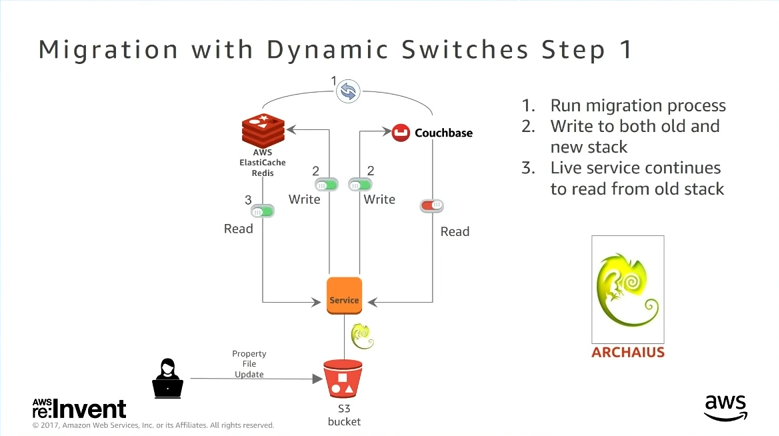 Migration with Dynamic Switches Step 1
1
AWS
ElastiCache
Redis
Couchbase
2
2
3
Write
Write
Read
Read
Service
Property
File
Update
S3
bucket
1. Run migration process
2. Write to both old and
new stack
3. Live service continues
to read from old stack
ARCHAIUS
AWS
re:Invent
© 2017, Amazon Web Services, Inc. or its Affiliates. All rights reserved.
aws